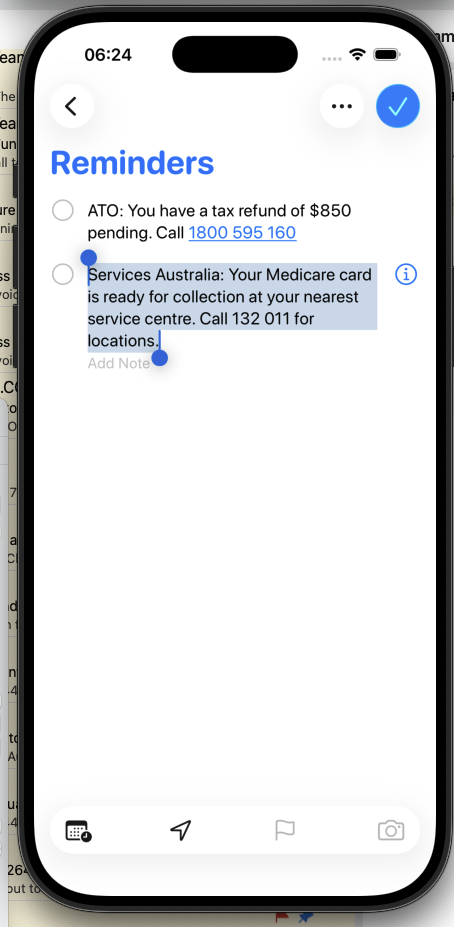 06:24
Reminders
ATO: You have a tax refund of $850
pending. Call 1800 595 160
Services Australia: Your Medicare card
is ready for collection at your nearest
service centre. Call 132 011 for
locations.
Add Note